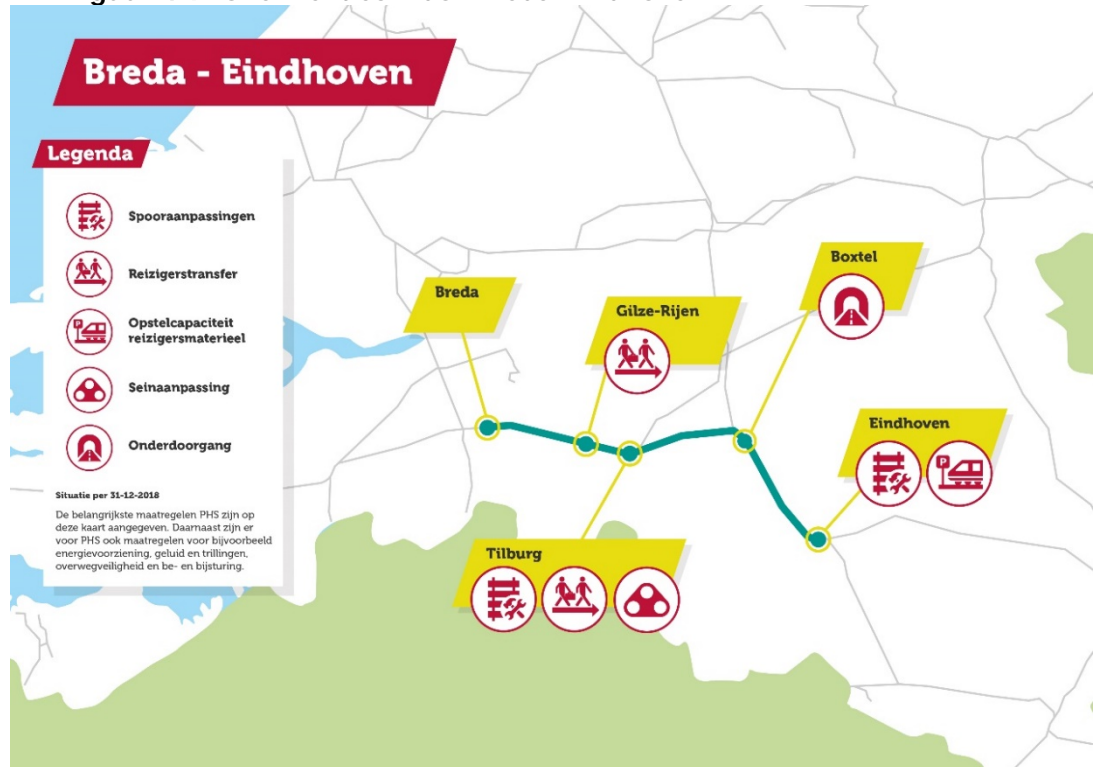 Breda - Eindhoven
Legenda
Spooraanpassingen
Reizigerstransfer
Opstelcapaciteit
reizigersmaterieel
Seinaanpassing
Onderdoorgang
Situatie per 31-12-2018
De belangrijkste maatregelen PHS zijn op
deze kaart aangegeven. Daarnaast zijn er
voor PHS ook maatregelen voor bijvoorbeeld
energievoorziening, geluid en trillingen,
overwegveiligheid en be- en bijsturing.
Breda
Gilze-Rijen
Boxtel
Eindhoven
P
Tilburg
P